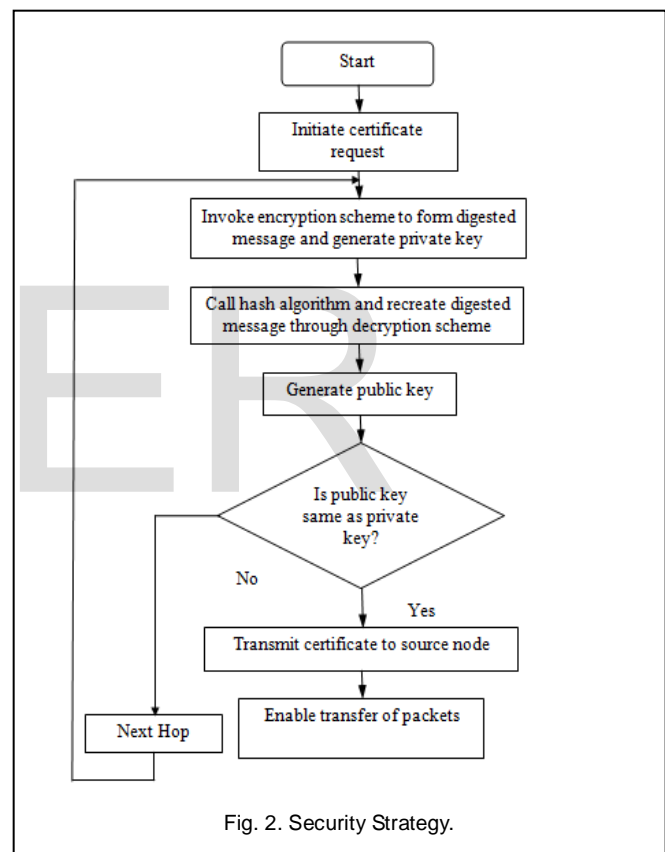 Start
Initiate certificate
request
Invoke encryption scheme to form digested
message and generate private key
Call hash algorithm and recreate digested
message through decryption scheme
Generate public key
Is public key
same as private
key?
No
Yes
Transmit certificate to source node
Enable transfer of packets
Next Hop
Fig. 2. Security Strategy.
ER